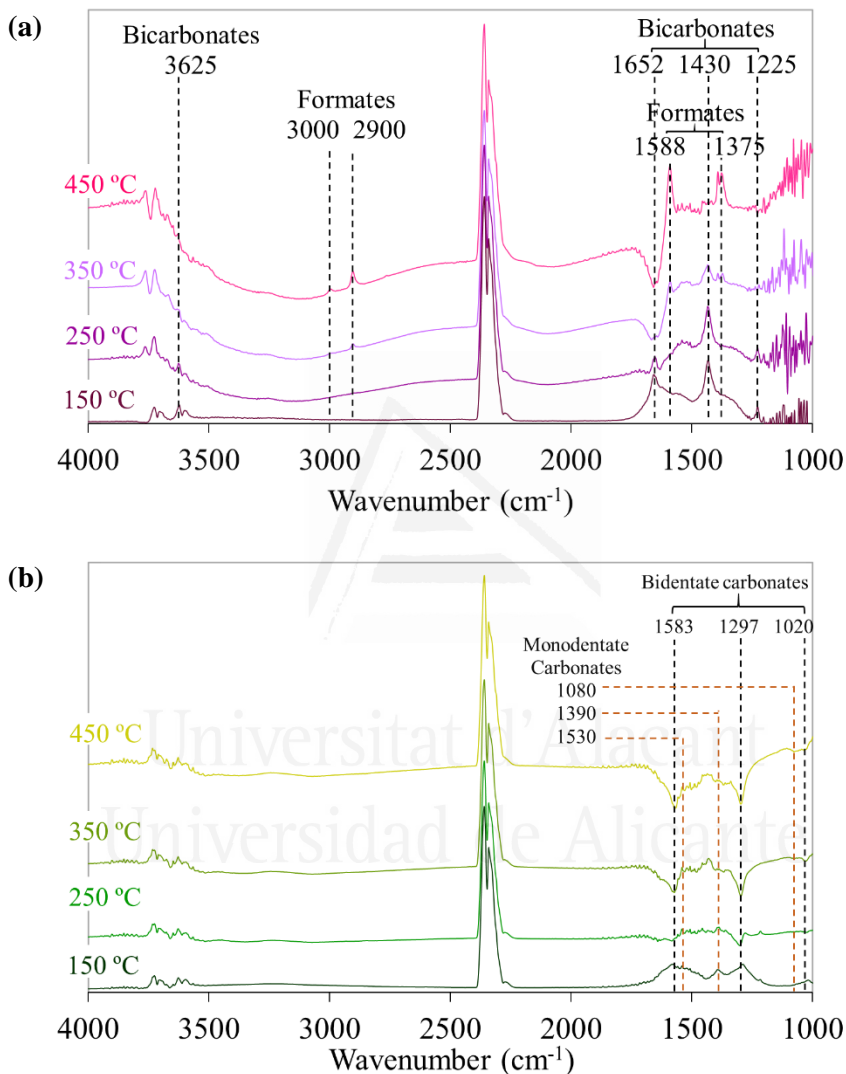 (a)
Bicarbonates
3625
Formates
3000 2900
Bicarbonates
1652 1430 1225
Formates
1588 1375
450 ºC
350 ºC
250 ºC
150 ºC
4000 3500 3000 2500 2000 1500 1000
Wavenumber (cm-1)
(b)
Bidentate carbonates
1583 1297 1020
Monodentate
Carbonates
1080
1390
1530
450 ºC
350 ºC
250 ºC
150 ºC
4000 3500 3000 2500 2000 1500 1000
Wavenumber (cm-1)
Universitat d'Alacant
Universidad de Alicante